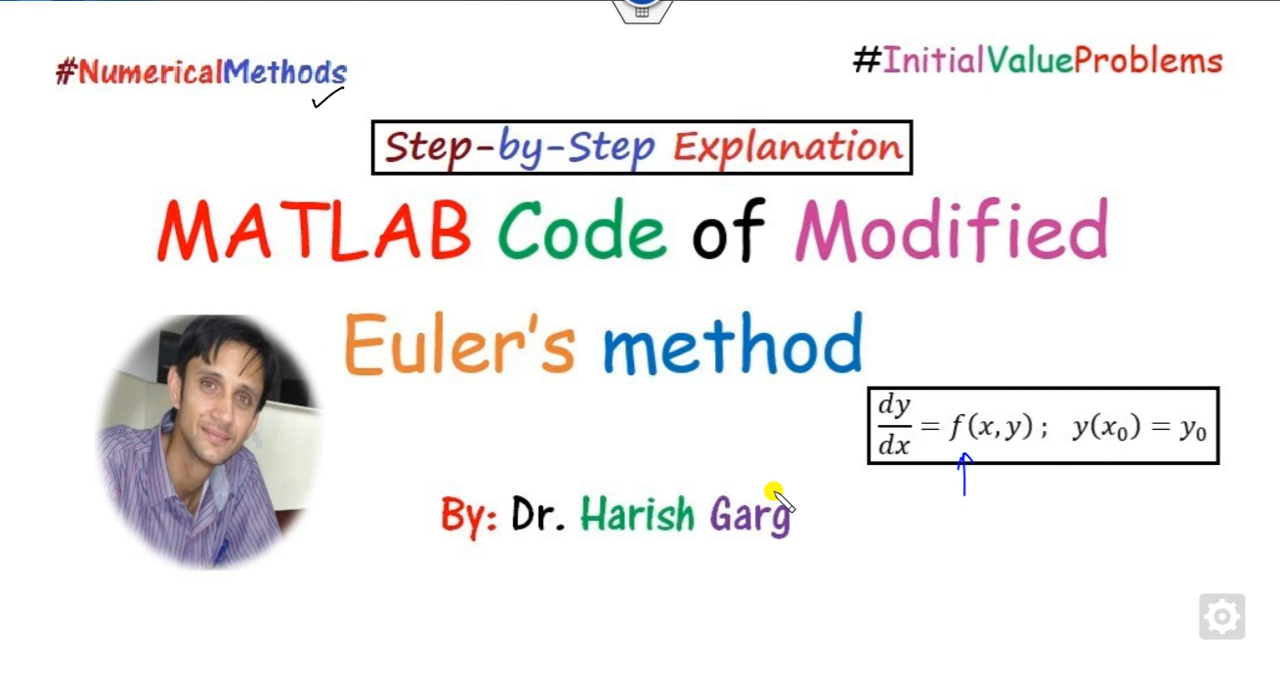 #NumericalMethods
#InitialValueProblems
Step-by-Step Explanation
MATLAB Code of Modified
Euler's method
dy/dx = f(x,y) ; y(x₀) = y₀
By: Dr. Harish Garg